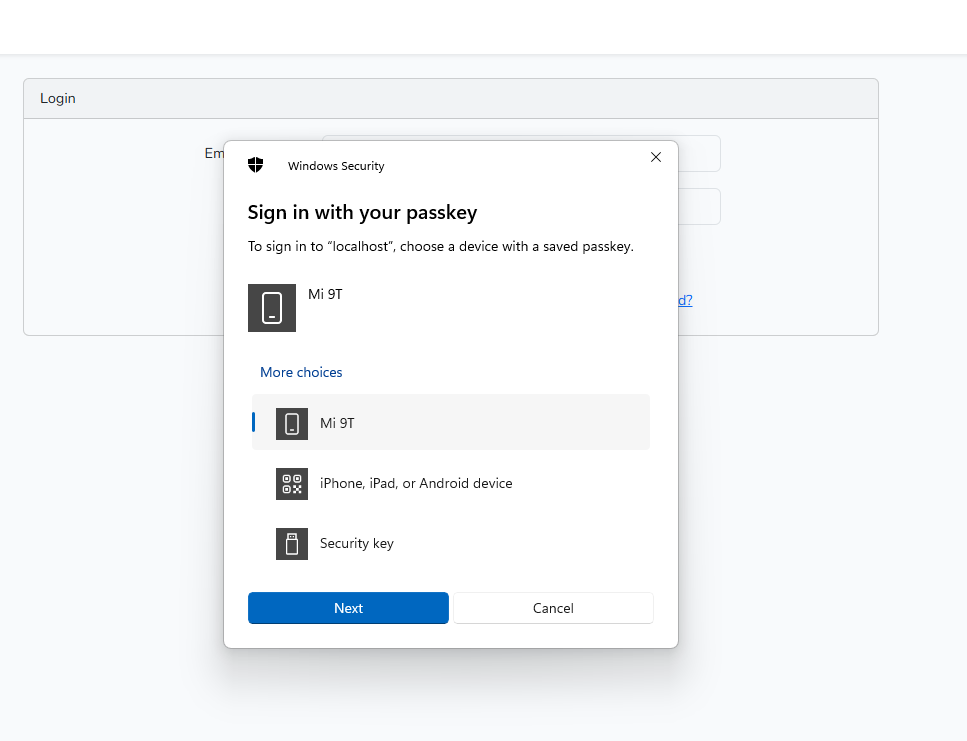 Login
Windows Security
Sign in with your passkey
To sign in to “localhost”, choose a device with a saved passkey.
Mi 9T
More choices
Mi 9T
iPhone, iPad, or Android device
Security key
Next
Cancel